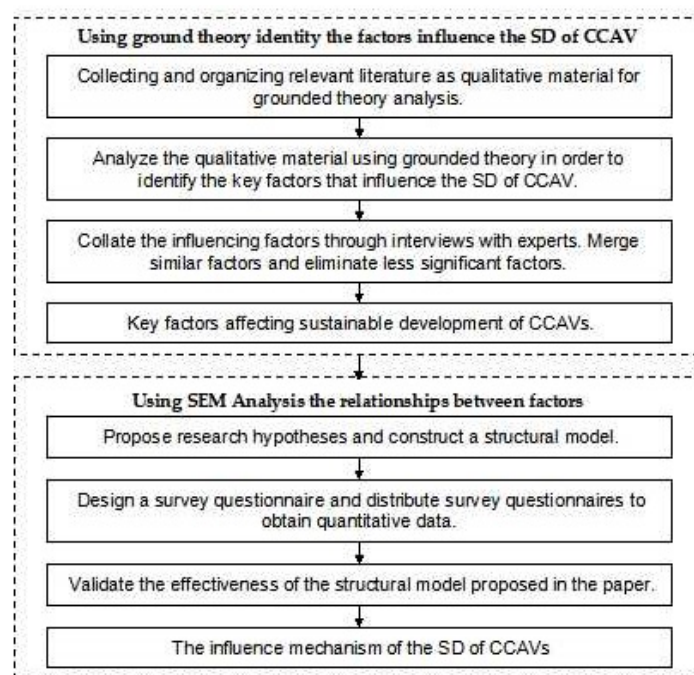 Using ground theory identity the factors influence the SD of CCAV
Collecting and organizing relevant literature as qualitative material for
grounded theory analysis.
Analyze the qualitative material using grounded theory in order to
identify the key factors that influence the SD of CCAV.
Collate the influencing factors through interviews with experts. Merge
similar factors and eliminate less significant factors.
Key factors affecting sustainable development of CCAVs.
Using SEM Analysis the relationships between factors
Propose research hypotheses and construct a structural model.
Design a survey questionnaire and distribute survey questionnaires to
obtain quantitative data.
Validate the effectiveness of the structural model proposed in the paper.
The influence mechanism of the SD of CCAVs